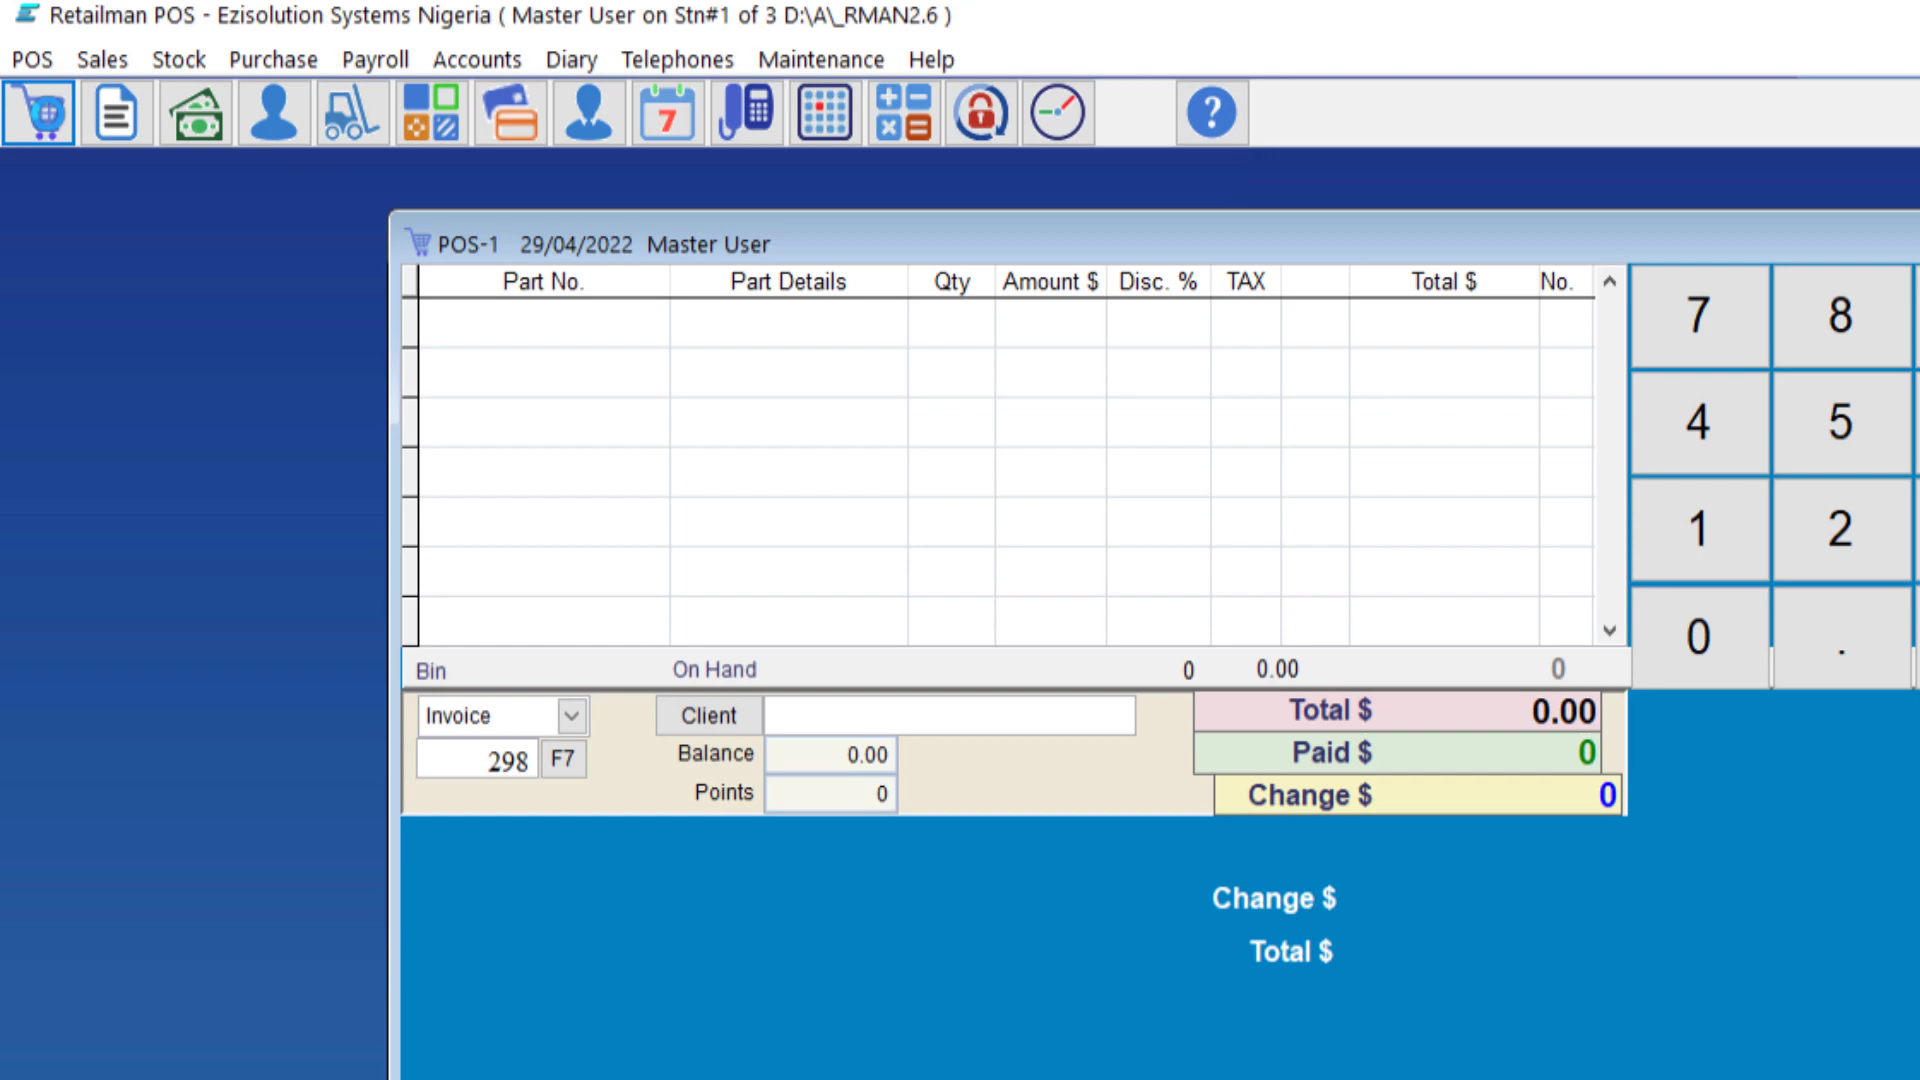 Retailman POS - Ezisolution Systems Nigeria ( Master User on Stn#1 of 3 D:\A\_RMAN2.6 )
POS Sales Stock Purchase Payroll Accounts Diary Telephones Maintenance Help
7 ?
POS-1 29/04/2022 Master User
Part No. Part Details Qty Amount $ Disc. % TAX Total $ No.
7 8
4 5
1 2
0 .
Bin On Hand 0 0.00 0
Invoice Client Total $ 0.00
298 F7 Balance 0.00 Paid $ 0
Points 0 Change $ 0
Change $
Total $